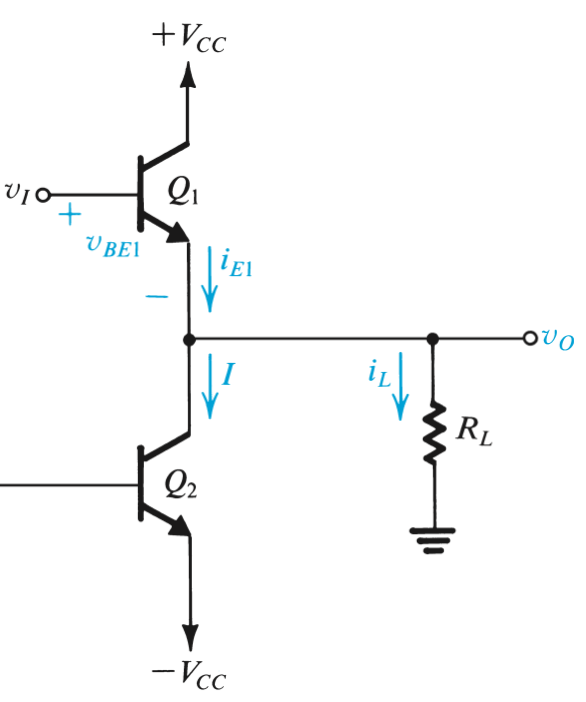 +V_CC
v_I
Q_1
+
v_BE1
i_E1
−
v_O
I
i_L
R_L
Q_2
−V_CC